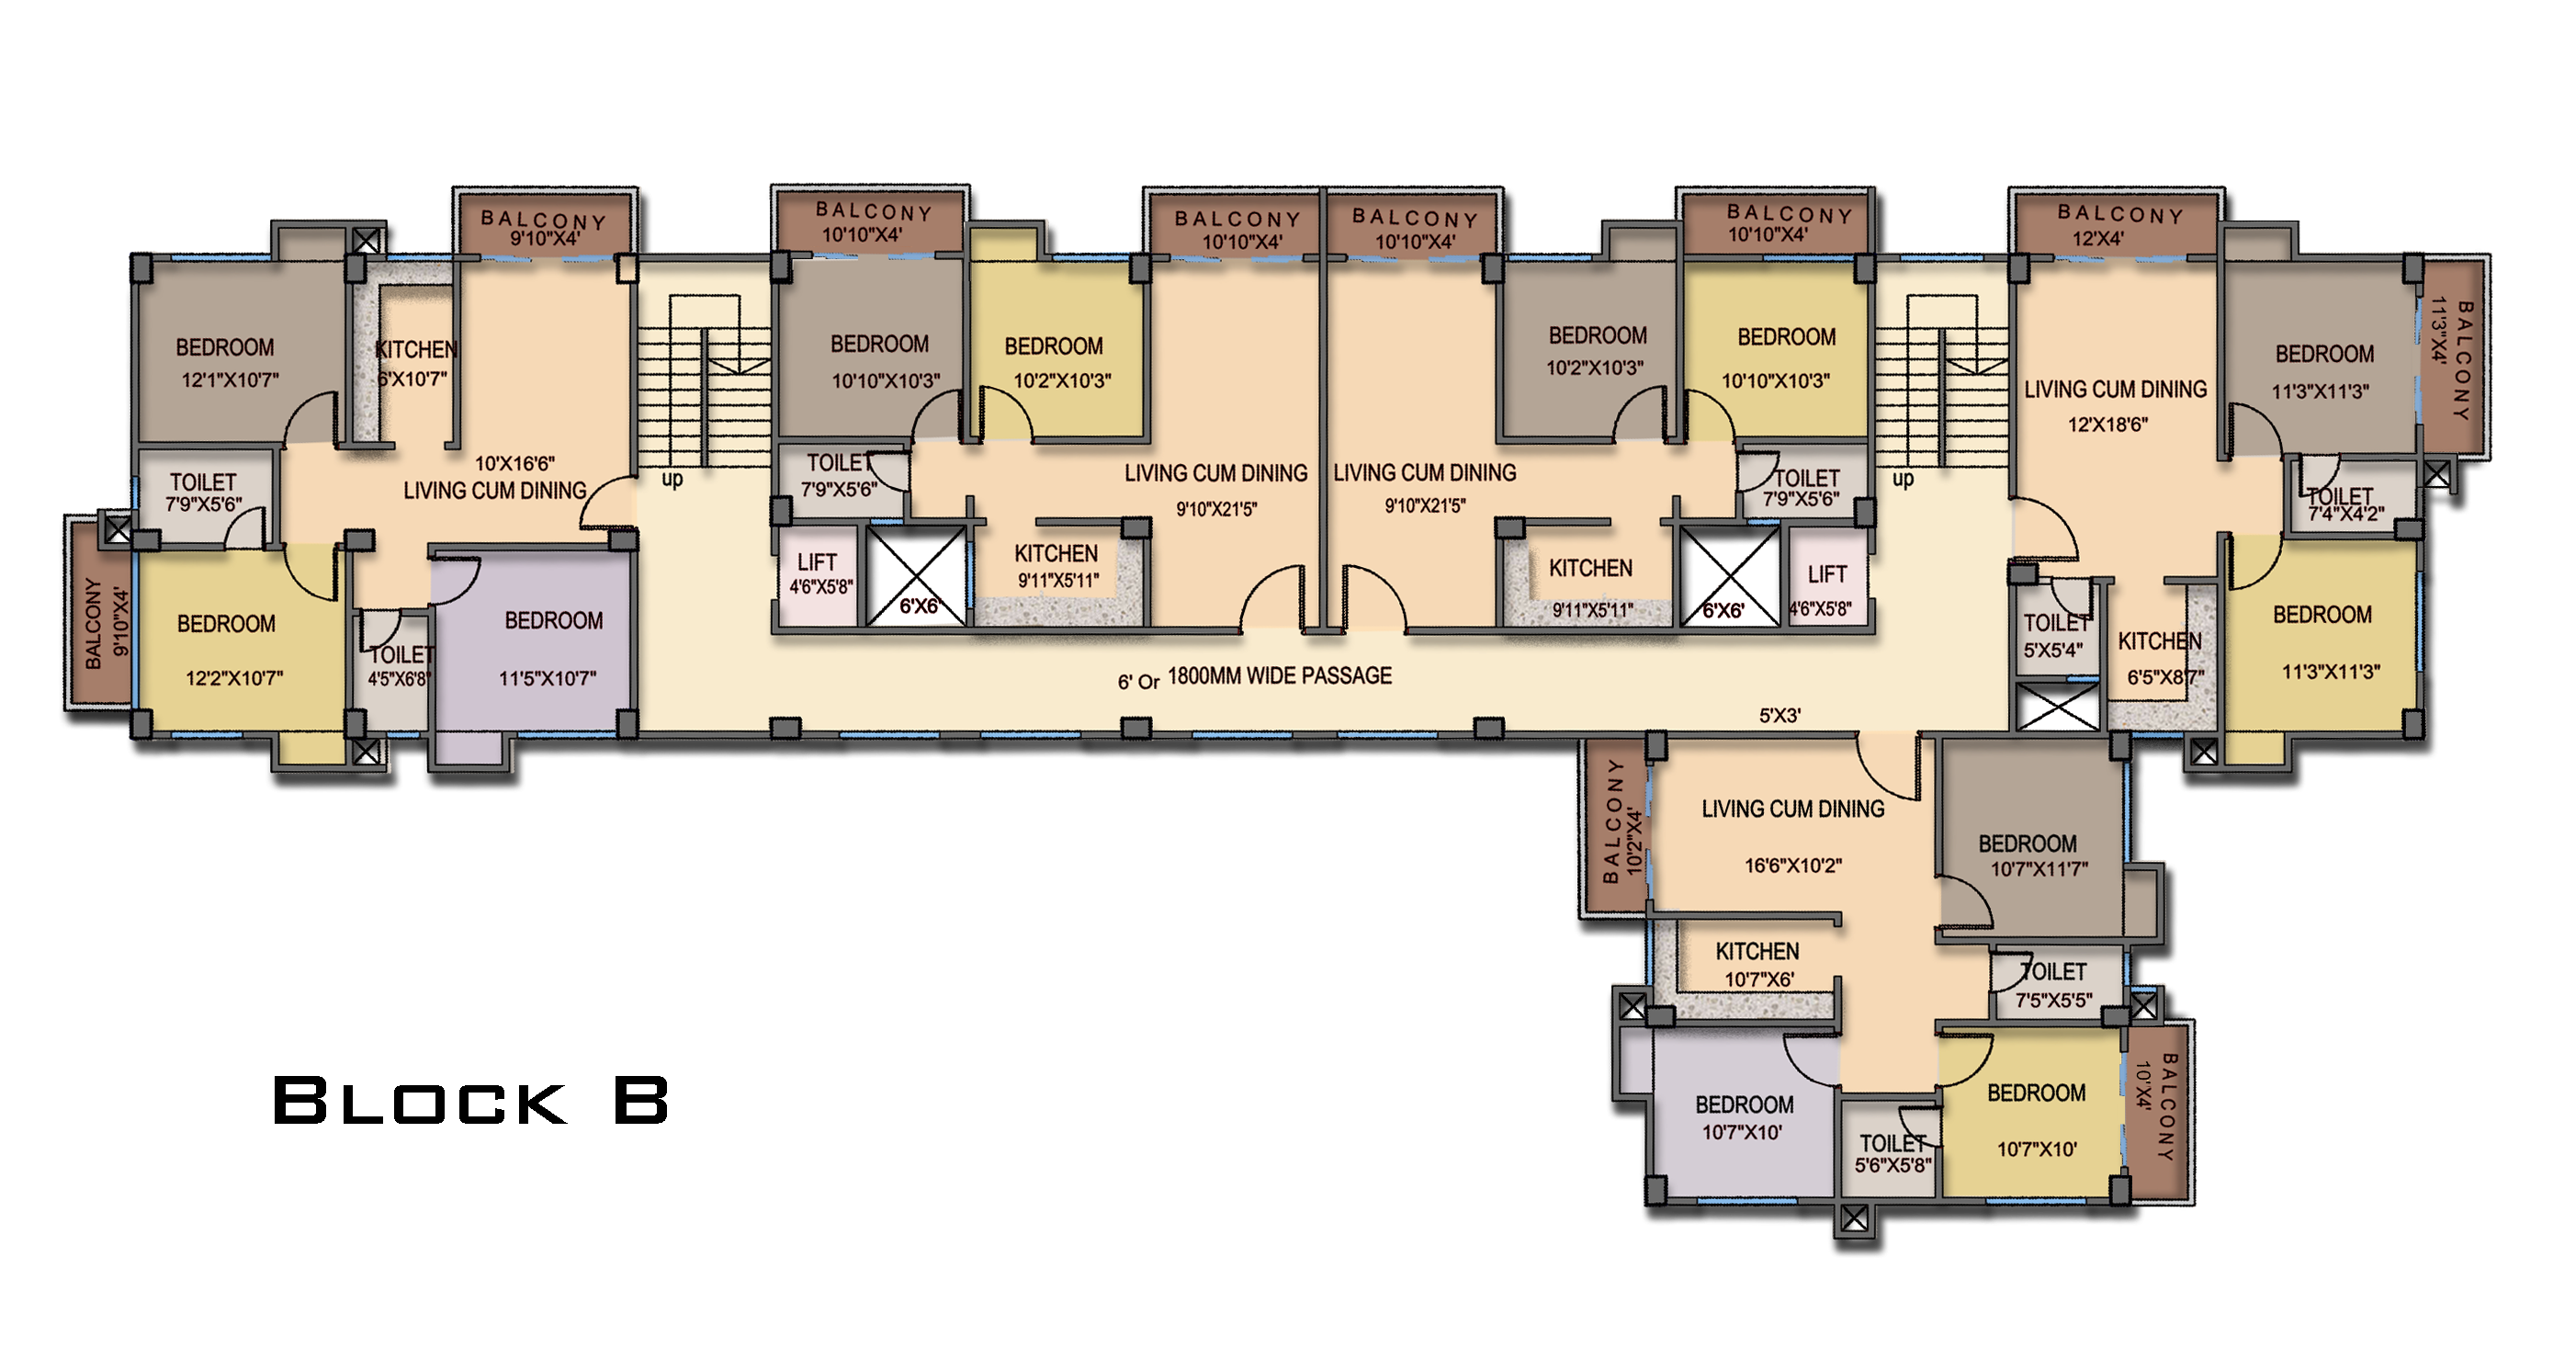 BALCONY
9'10"X4'
BALCONY
10'10"X4'
BALCONY
10'10"X4'
BALCONY
10'10"X4'
BALCONY
10'10"X4'
BALCONY
12'X4'
BEDROOM
12'1"X10'7"
KITCHEN
6'X10'7"
10'X16'6"
LIVING CUM DINING
TOILET
7'9"X5'6"
BALCONY
9'10"X4'
BEDROOM
12'2"X10'7"
TOILET
4'5"X6'8"
BEDROOM
11'5"X10'7"
up
BEDROOM
10'10"X10'3"
BEDROOM
10'2"X10'3"
TOILET
7'9"X5'6"
LIFT
4'6"X5'8"
6'X6'
KITCHEN
9'11"X5'11"
LIVING CUM DINING
9'10"X21'5"
LIVING CUM DINING
9'10"X21'5"
BEDROOM
10'2"X10'3"
BEDROOM
10'10"X10'3"
TOILET
7'9"X5'6"
KITCHEN
9'11"X5'11"
6'X6'
LIFT
4'6"X5'8"
up
LIVING CUM DINING
12'X18'6"
BEDROOM
11'3"X11'3"
BALCONY
11'3"X4'
TOILET
7'4"X4'2"
TOILET
5'X5'4"
KITCHEN
6'5"X8'7"
BEDROOM
11'3"X11'3"
6' Or 1800MM WIDE PASSAGE
5'X3'
BALCONY
10'2"X4'
LIVING CUM DINING
16'6"X10'2"
BEDROOM
10'7"X11'7"
KITCHEN
10'7"X6'
TOILET
7'5"X5'5"
BEDROOM
10'7"X10'
TOILET
5'6"X5'8"
BEDROOM
10'7"X10'
BALCONY
10'X4'
BLOCK B